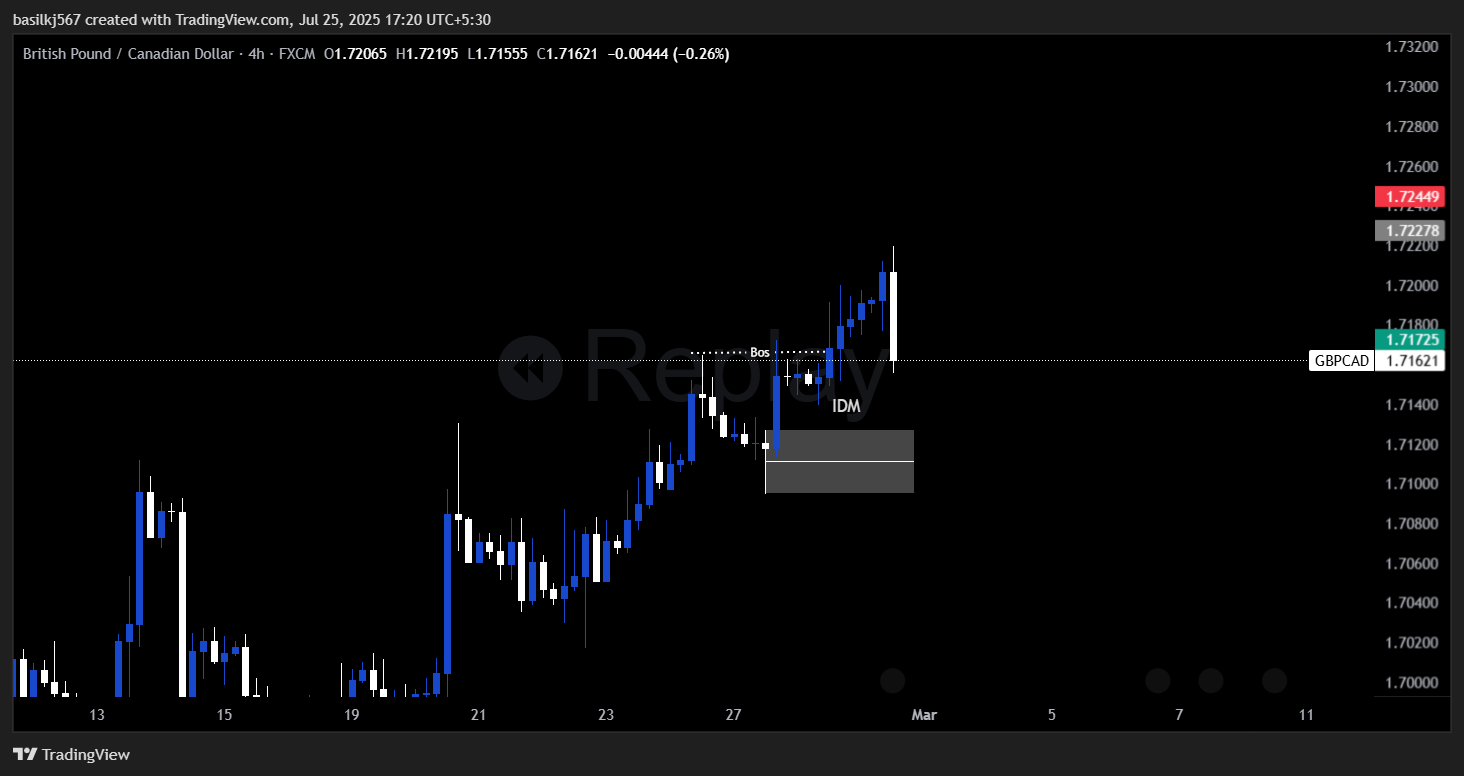 basilkj567 created with TradingView.com, Jul 25, 2025 17:20 UTC+5:30
British Pound / Canadian Dollar · 4h · FXCM O1.72065 H1.72195 L1.71555 C1.71621 −0.00444 (−0.26%)
1.73200
1.73000
1.72800
1.72600
1.72449
1.72400
1.72278
1.72200
1.72000
1.71800
1.71725
GBPCAD 1.71621
Replay
Bos
IDM
1.71400
1.71200
1.71000
1.70800
1.70600
1.70400
1.70200
1.70000
13 15 19 21 23 27 Mar 5 7 11
TradingView